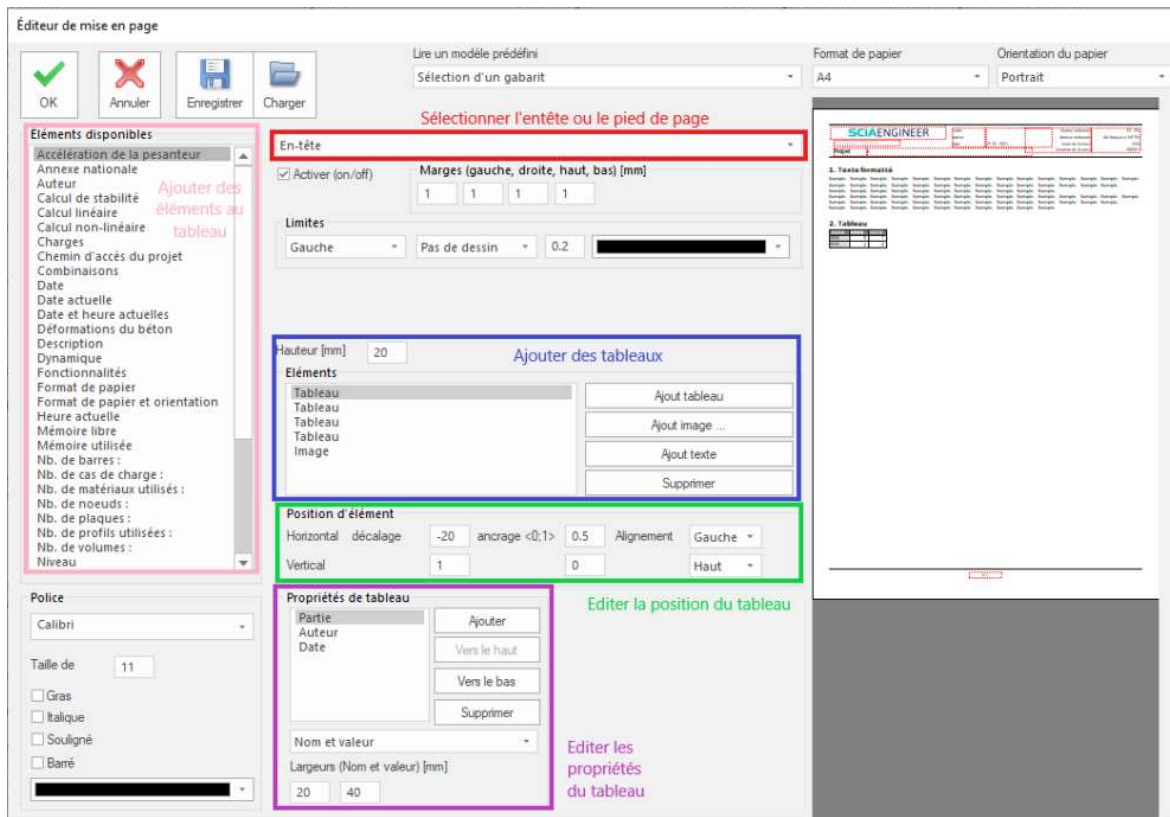 Éditeur de mise en page
OK
Annuler
Enregistrer
Charger
Lire un modèle prédéfini
Sélection d'un gabarit
Format de papier
A4
Orientation du papier
Portrait
Sélectionner l'entête ou le pied de page
Eléments disponibles
Accélération de la pesanteur
Annexe nationale
Auteur
Calcul de stabilité
Calcul linéaire
Calcul non-linéaire
Charges
Chemin d'accès du projet
Combinaisons
Date
Date actuelle
Date et heure actuelles
Déformations du béton
Description
Dynamique
Fonctionnalités
Format de papier
Format de papier et orientation
Heure actuelle
Mémoire libre
Mémoire utilisée
Nb. de barres :
Nb. de cas de charge :
Nb. de matériaux utilisés :
Nb. de noeuds :
Nb. de plaques :
Nb. de profils utilisées :
Nb. de volumes :
Niveau
Ajouter des
éléments au
tableau
En-tête
Activer (on/off)
Marges (gauche, droite, haut, bas) [mm]
1 1 1 1
Limites
Gauche
Pas de dessin
0.2
Hauteur [mm] 20
Ajouter des tableaux
Eléments
Tableau
Tableau
Tableau
Tableau
Image
Ajout tableau
Ajout image ...
Ajout texte
Supprimer
Position d'élément
Horizontal décalage -20 ancrage <0;1> 0.5 Alignement Gauche
Vertical 1 0 Haut
Editer la position du tableau
Police
Calibri
Taille de 11
Gras
Italique
Souligné
Barré
Propriétés de tableau
Partie
Auteur
Date
Ajouter
Vers le haut
Vers le bas
Supprimer
Nom et valeur
Largeurs (Nom et valeur) [mm]
20 40
Editer les
propriétés
du tableau
SCIAENGINEER
Projet
1. Texte formatté
2. Tableau